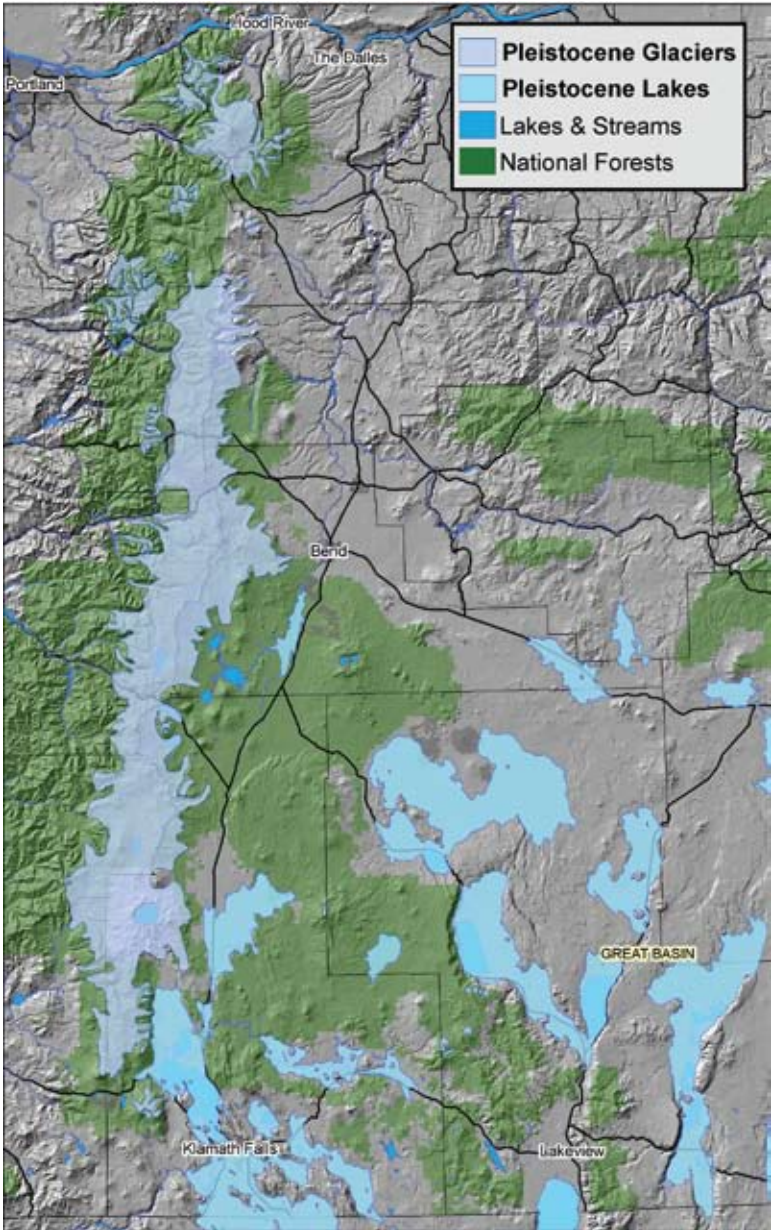 Hood River
The Dalles
Portland
Pleistocene Glaciers
Pleistocene Lakes
Lakes & Streams
National Forests
Bend
GREAT BASIN
Klamath Falls
Lakeview